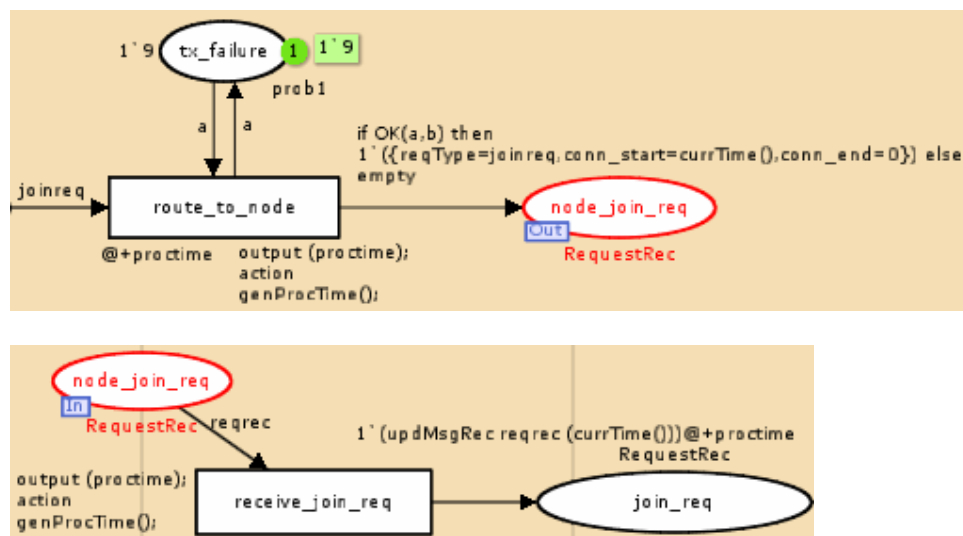 1`9
tx_failure
1
1`9
prob1
a
a
if OK(a,b) then
1`({reqType=joinreq,conn_start=currTime(),conn_end=0}) else
empty
joinreq
route_to_node
node_join_req
Out
RequestRec
@+proctime
output (proctime);
action
genProcTime();
node_join_req
In
RequestRec
reqrec
1`(updMsgRec reqrec (currTime()))@+proctime
RequestRec
output (proctime);
action
genProcTime();
receive_join_req
join_req